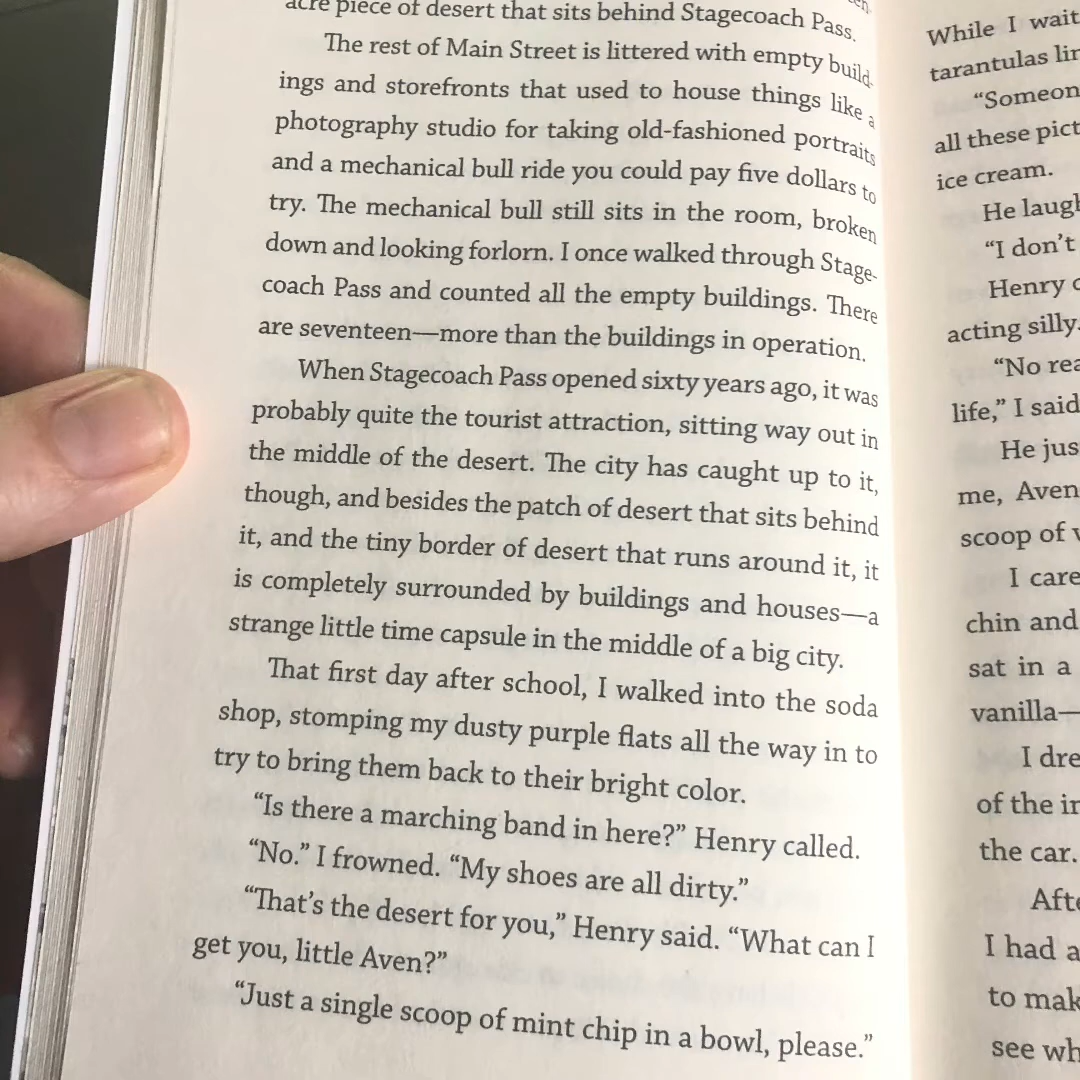 acre piece of desert that sits behind Stagecoach Pass.
The rest of Main Street is littered with empty build-
ings and storefronts that used to house things like a
photography studio for taking old-fashioned portraits
and a mechanical bull ride you could pay five dollars to
try. The mechanical bull still sits in the room, broken
down and looking forlorn. I once walked through Stage-
coach Pass and counted all the empty buildings. There
are seventeen—more than the buildings in operation.
When Stagecoach Pass opened sixty years ago, it was
probably quite the tourist attraction, sitting way out in
the middle of the desert. The city has caught up to it,
though, and besides the patch of desert that sits behind
it, and the tiny border of desert that runs around it, it
is completely surrounded by buildings and houses—a
strange little time capsule in the middle of a big city.
That first day after school, I walked into the soda
shop, stomping my dusty purple flats all the way in to
try to bring them back to their bright color.
“Is there a marching band in here?” Henry called.
“No.” I frowned. “My shoes are all dirty.”
“That’s the desert for you,” Henry said. “What can I
get you, little Aven?”
“Just a single scoop of mint chip in a bowl, please.”
While I wait
tarantulas
“Someon
all these pict
ice cream.
He laugh
“I don’t
Henry
acting silly.
“No rea
life,” I said
He jus
me, Aven
scoop of
I care
chin and
sat in a
vanilla—
I dre
of the
the car.
Afte
I had a
to mak
see wh